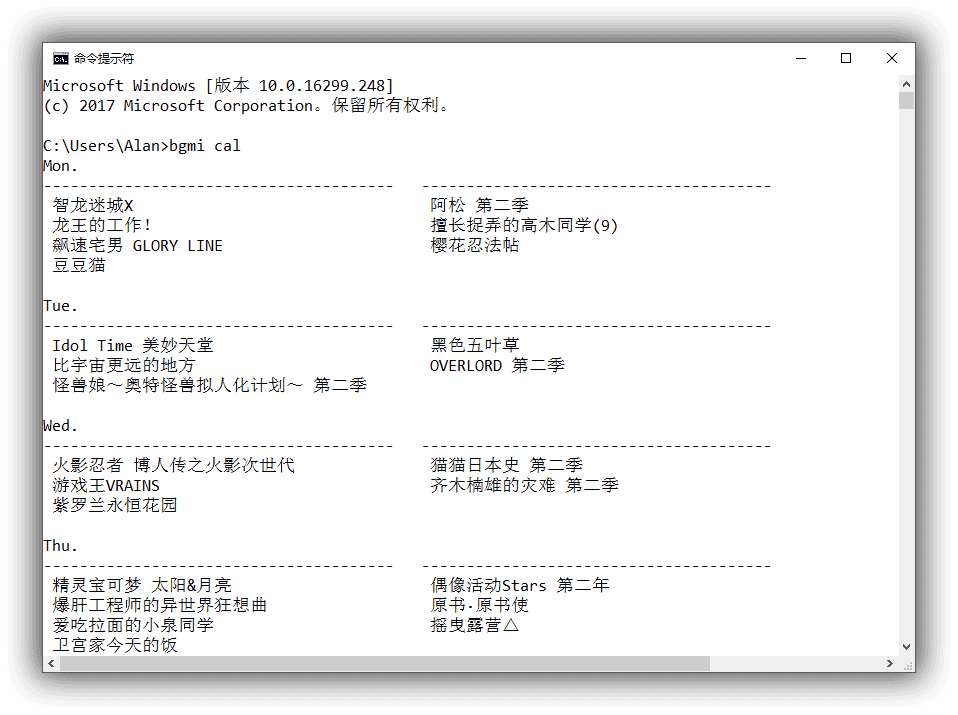 命令提示符
Microsoft Windows [版本 10.0.16299.248]
(c) 2017 Microsoft Corporation。保留所有权利。
C:\Users\Alan>bgmi cal
Mon.
-------------------------------------- --------------------------------------
智龙迷城X 阿松 第二季
龙王的工作! 擅长捉弄的高木同学(9)
飙速宅男 GLORY LINE 樱花忍法帖
豆豆猫
Tue.
-------------------------------------- --------------------------------------
Idol Time 美妙天堂 黑色五叶草
比宇宙更远的地方 OVERLORD 第二季
怪兽娘～奥特怪兽拟人化计划～ 第二季
Wed.
-------------------------------------- --------------------------------------
火影忍者 博人传之火影次世代 猫猫日本史 第二季
游戏王VRAINS 齐木楠雄的灾难 第二季
紫罗兰永恒花园
Thu.
-------------------------------------- --------------------------------------
精灵宝可梦 太阳&月亮 偶像活动Stars 第二年
爆肝工程师的异世界狂想曲 原书·原书使
爱吃拉面的小泉同学 摇曳露营△
卫宫家今天的饭